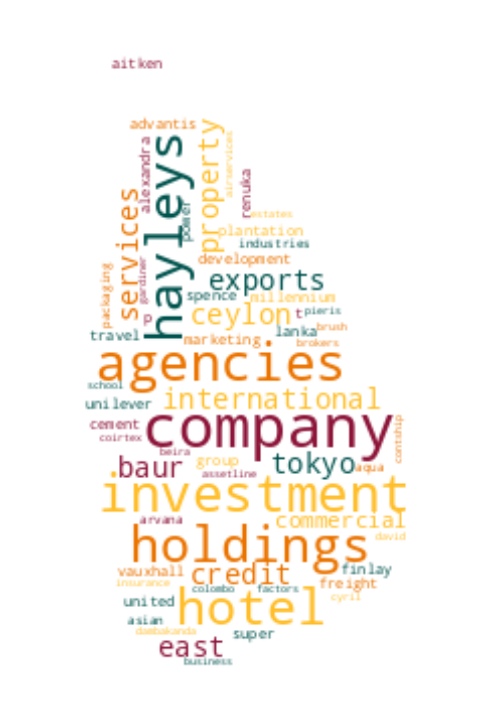 aitken
advantis
alexandra
hayleys
property
airservices
renuka
services
power
estates
plantation
industries
development
packaging
gardiner
exports
spence
millennium
p
ceylon
t
pieris
travel
lanka
brush
marketing
brokers
agencies
school
unilever
international
cement
company
contship
coirtex
beira
baur
group
tokyo
aqua
assetline
investment
arvana
commercial
holdings
david
vauxhall
credit
finlay
insurance
colombo
factors
freight
united
hotel
cyril
asian
dambakanda
super
east
business